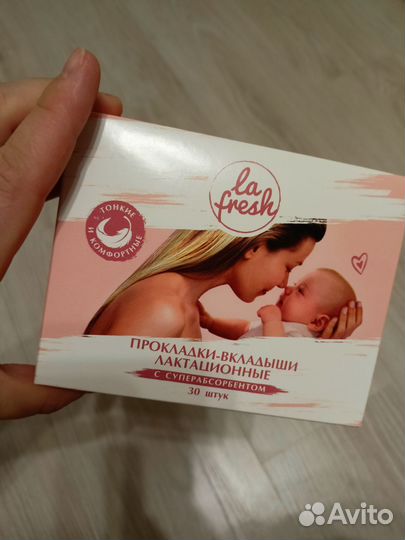 la
fresh
ТОНКИЕ
И КОМФОРТНЫЕ
ПРОКЛАДКИ-ВКЛАДЫШИ
ЛАКТАЦИОННЫЕ
С СУПЕРАБСОРБЕНТОМ
30 ШТУК
Avito